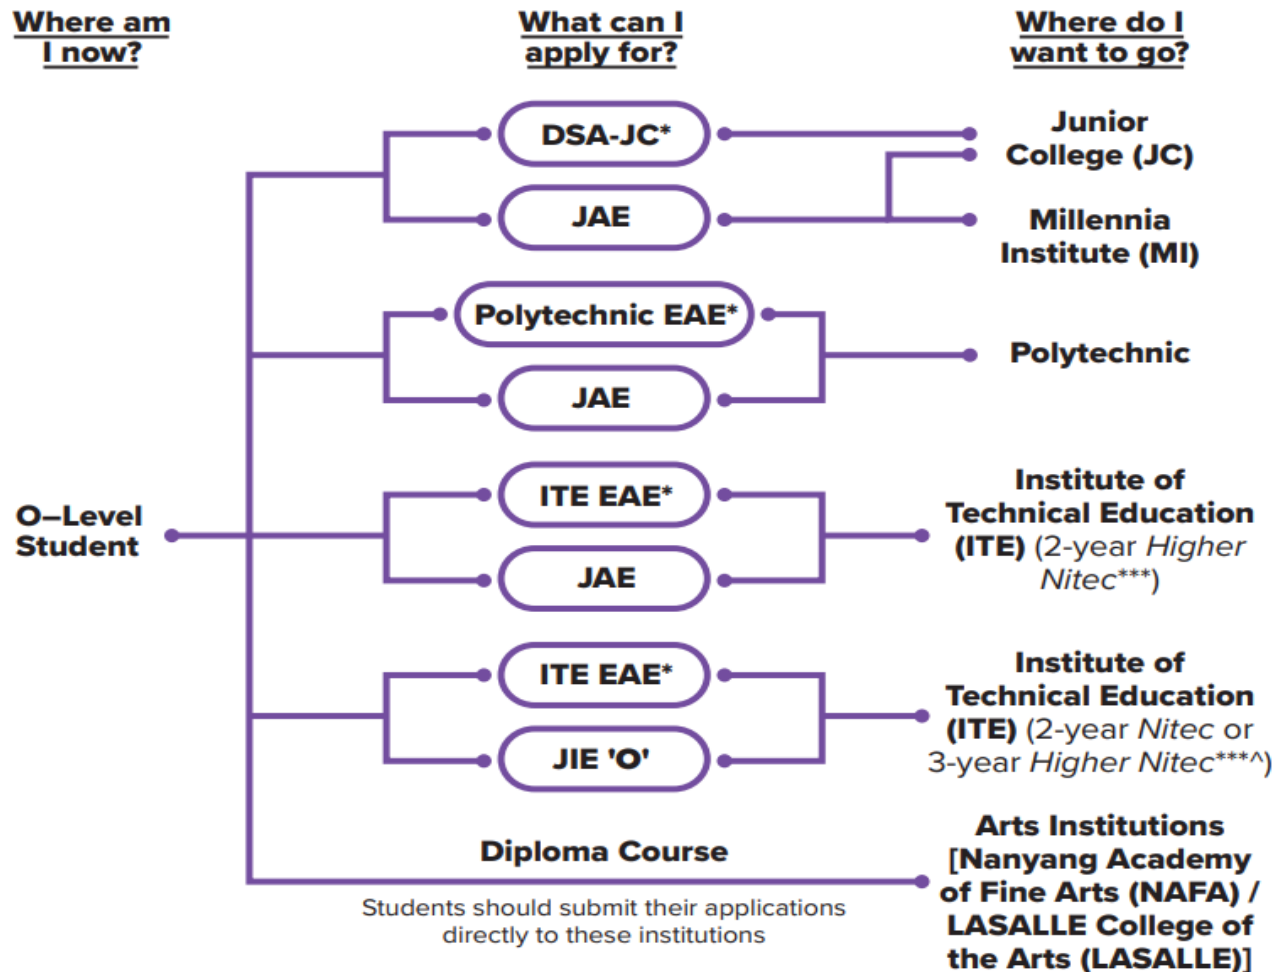 Where am
I now?
What can I
apply for?
Where do I
want to go?
O–Level
Student
DSA-JC*
JAE
Junior
College (JC)
Millennia
Institute (MI)
Polytechnic EAE*
JAE
Polytechnic
ITE EAE*
JAE
Institute of
Technical Education
(ITE) (2-year Higher
Nitec***)
ITE EAE*
JIE 'O'
Institute of
Technical Education
(ITE) (2-year Nitec or
3-year Higher Nitec***^)
Diploma Course
Students should submit their applications
directly to these institutions
Arts Institutions
[Nanyang Academy
of Fine Arts (NAFA) /
LASALLE College of
the Arts (LASALLE)]